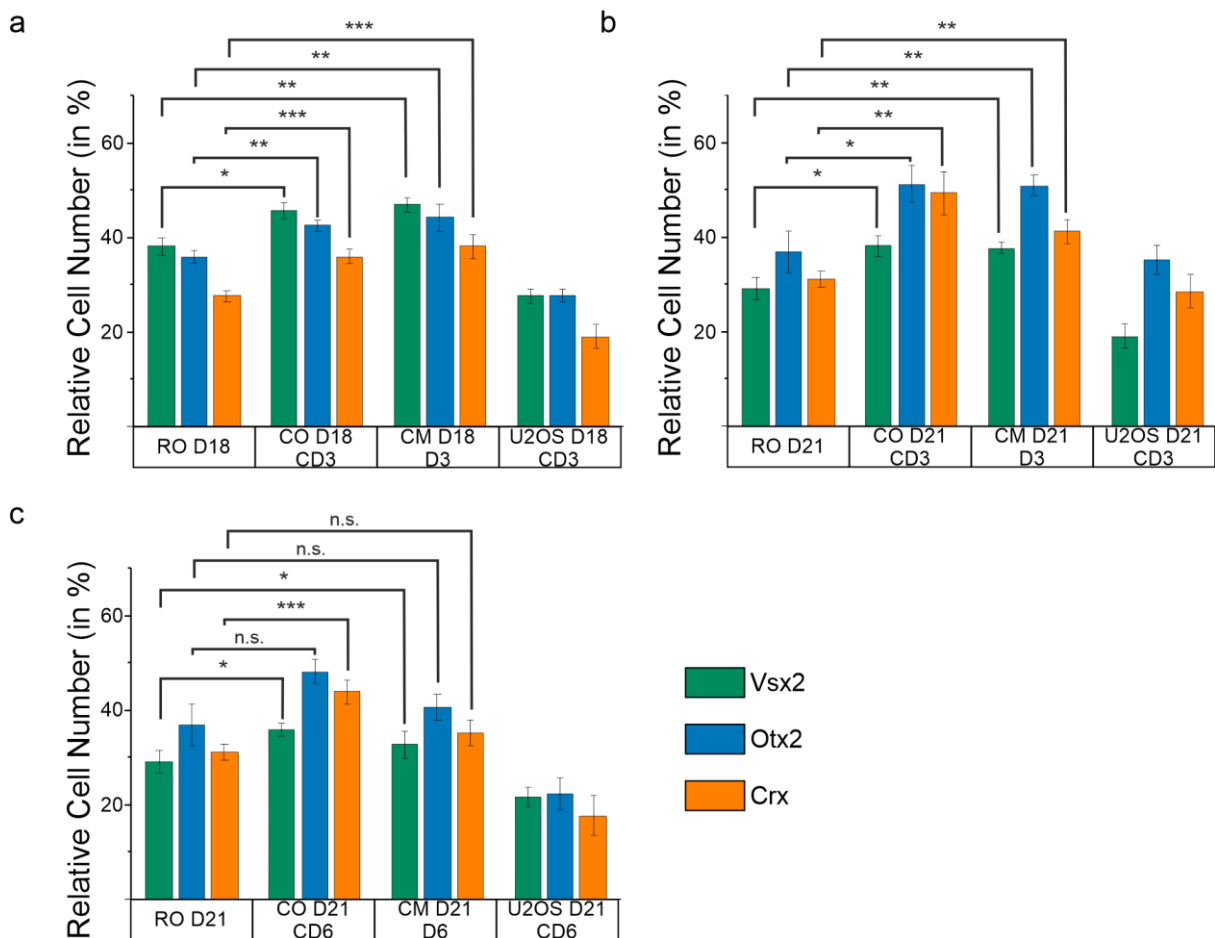 a
***
**
**
***
**
*
Relative Cell Number (in %)
60
40
20
RO D18
CO D18
CD3
CM D18
D3
U2OS D18
CD3
b
**
**
**
**
*
*
Relative Cell Number (in %)
60
40
20
RO D21
CO D21
CD3
CM D21
D3
U2OS D21
CD3
c
n.s.
n.s.
*
***
n.s.
*
Relative Cell Number (in %)
60
40
20
RO D21
CO D21
CD6
CM D21
D6
U2OS D21
CD6
Vsx2
Otx2
Crx